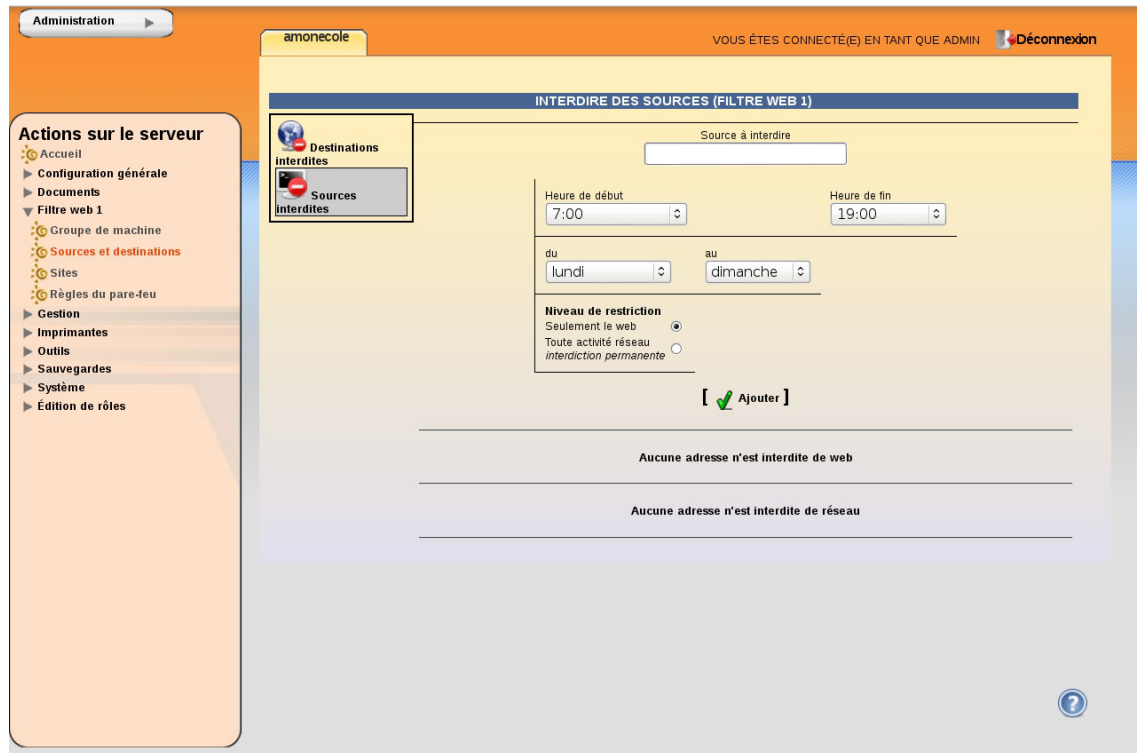 Administration
amonecole
VOUS ÊTES CONNECTÉ(E) EN TANT QUE ADMIN
Déconnexion
Actions sur le serveur
Accueil
Configuration générale
Documents
Filtre web 1
Groupe de machine
Sources et destinations
Sites
Règles du pare-feu
Gestion
Imprimantes
Outils
Sauvegardes
Système
Édition de rôles
INTERDIRE DES SOURCES (FILTRE WEB 1)
Destinations
interdites
Sources
interdites
Source à interdire
Heure de début
Heure de fin
7:00
19:00
du
au
lundi
dimanche
Niveau de restriction
Seulement le web
Toute activité réseau
interdiction permanente
[ Ajouter ]
Aucune adresse n'est interdite de web
Aucune adresse n'est interdite de réseau
?